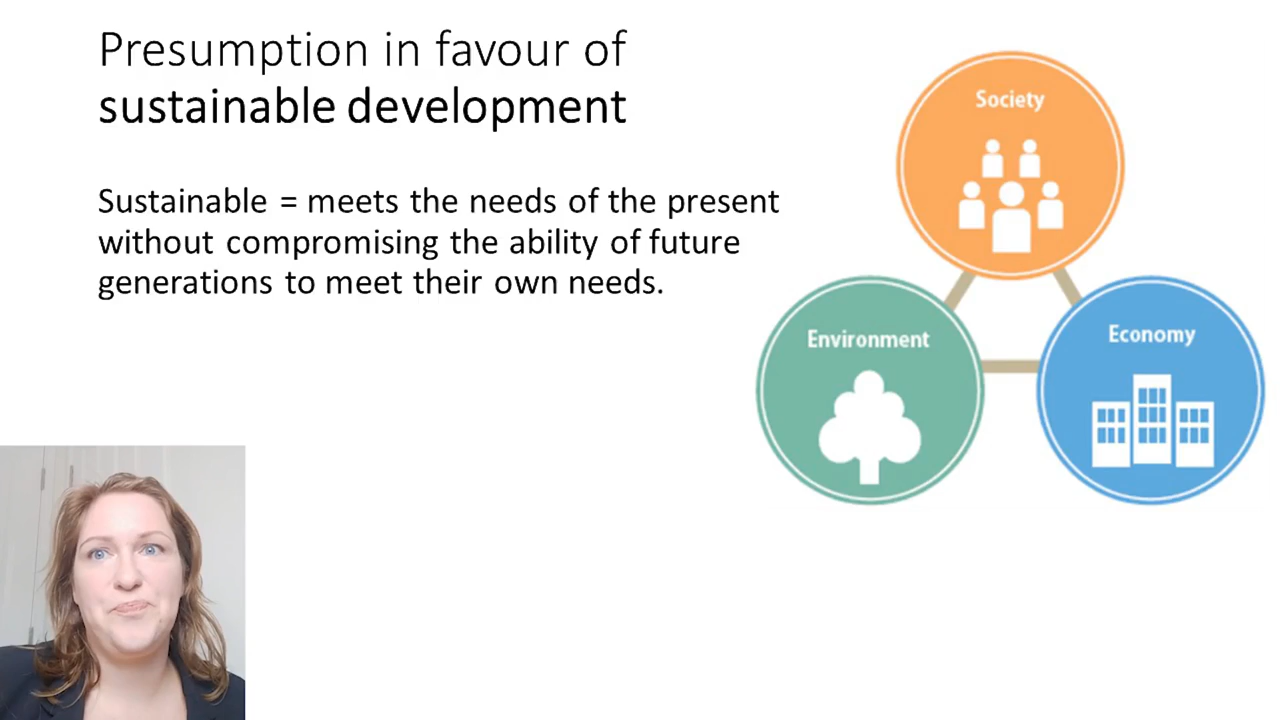 Presumption in favour of
sustainable development
Sustainable = meets the needs of the present
without compromising the ability of future
generations to meet their own needs.
Society
Environment
Economy